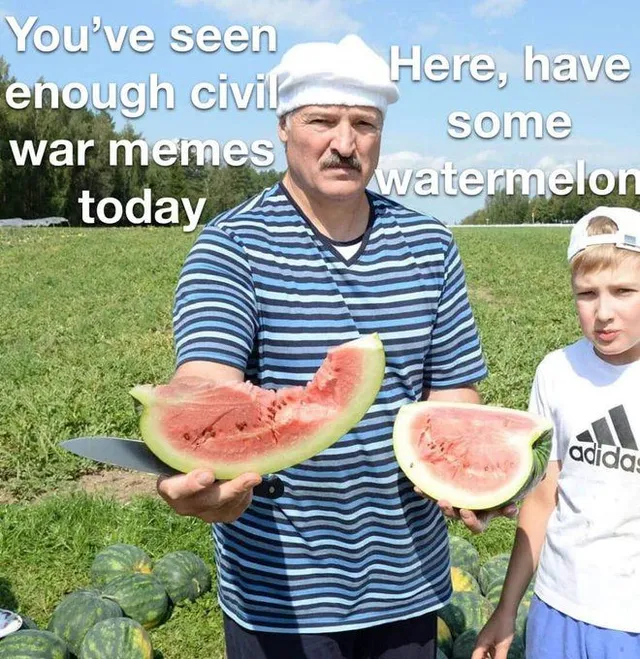 You've seen
enough civil
war memes
today
Here, have
some
watermelon
adidas